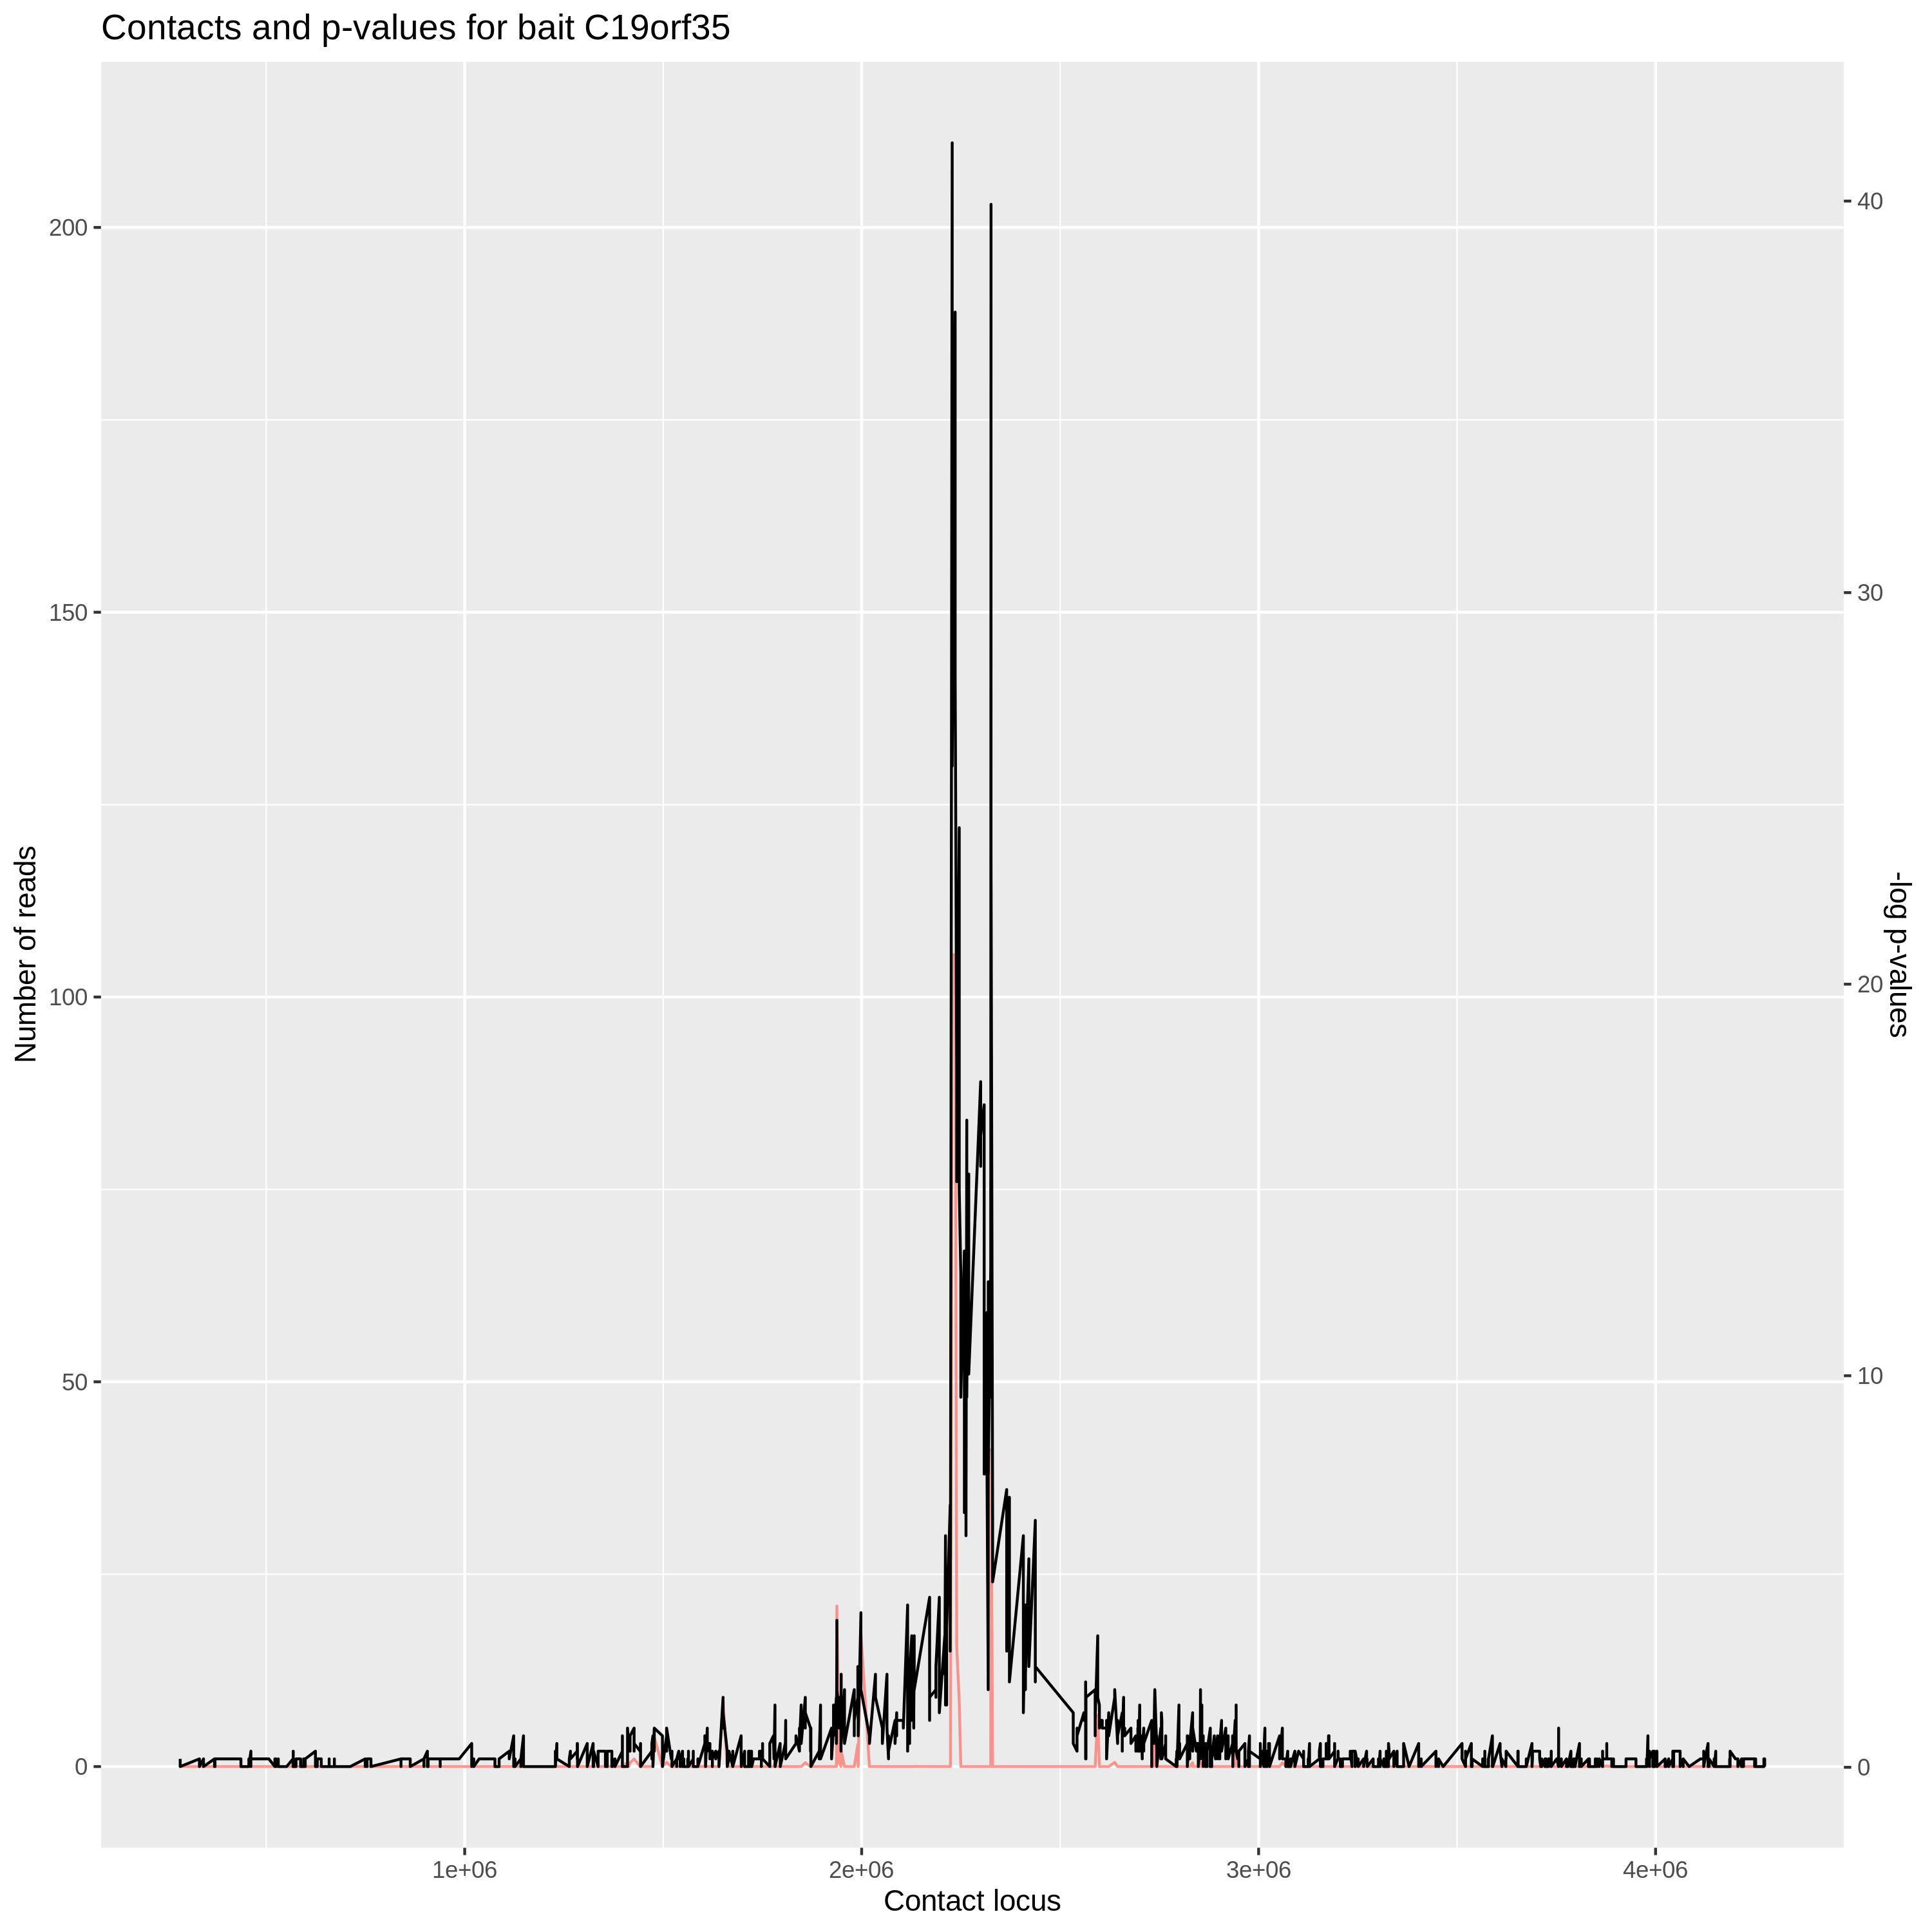 Contacts and p-values for bait C19orf35
200
150
100
50
0
Number of reads
40
30
20
10
0
-log p-values
1e+06
2e+06
3e+06
4e+06
Contact locus